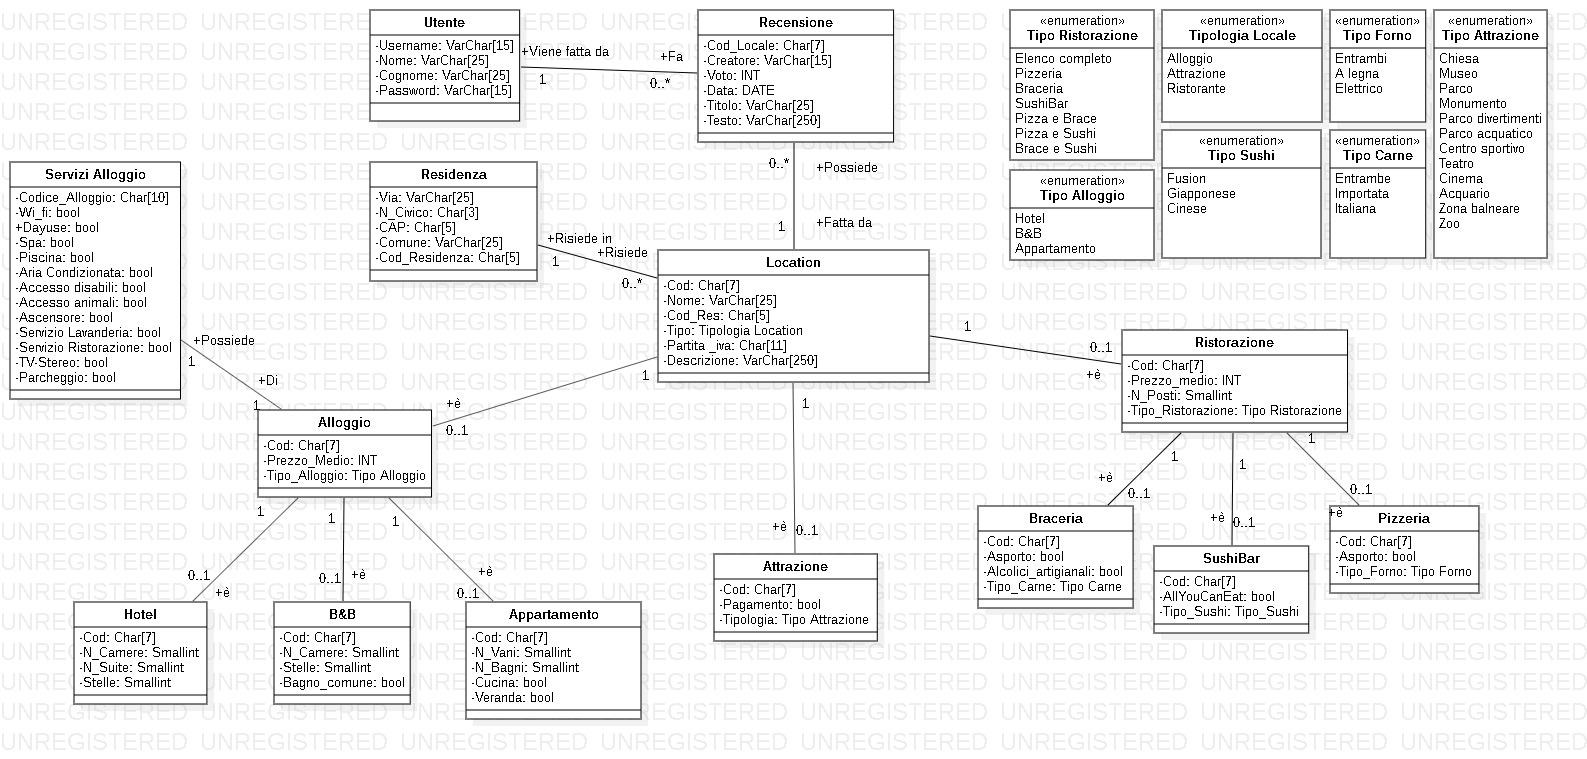 Utente
-Username: VarChar[15]
-Nome: VarChar[25]
-Cognome: VarChar[25]
-Password: VarChar[15]
+Viene fatta da
1
+Fa
0..*
Recensione
-Cod_Locale: Char[7]
-Creatore: VarChar[15]
-Voto: INT
-Data: DATE
-Titolo: VarChar[25]
-Testo: VarChar[250]
0..*
+Possiede
1
+Fatta da
«enumeration»
Tipo Ristorazione
Elenco completo
Pizzeria
Braceria
SushiBar
Pizza e Brace
Pizza e Sushi
Brace e Sushi
«enumeration»
Tipologia Locale
Alloggio
Attrazione
Ristorante
«enumeration»
Tipo Forno
Entrambi
A legna
Elettrico
«enumeration»
Tipo Attrazione
Chiesa
Museo
Parco
Monumento
Parco divertimenti
Parco acquatico
Centro sportivo
Teatro
Cinema
Acquario
Zona balneare
Zoo
«enumeration»
Tipo Alloggio
Hotel
B&B
Appartamento
«enumeration»
Tipo Sushi
Fusion
Giapponese
Cinese
«enumeration»
Tipo Carne
Entrambe
Importata
Italiana
Servizi Alloggio
-Codice_Alloggio: Char[10]
-Wi_fi: bool
+Dayuse: bool
-Spa: bool
-Piscina: bool
-Aria Condizionata: bool
-Accesso disabili: bool
-Accesso animali: bool
-Ascensore: bool
-Servizio Lavanderia: bool
-Servizio Ristorazione: bool
-TV-Stereo: bool
-Parcheggio: bool
+Possiede
1
+Di
1
Residenza
-Via: VarChar[25]
-N_Civico: Char[3]
-CAP: Char[5]
-Comune: VarChar[25]
-Cod_Residenza: Char[5]
+Risiede in
1
+Risiede
0..*
Location
-Cod: Char[7]
-Nome: VarChar[25]
-Cod_Res: Char[5]
-Tipo: Tipologia Location
-Partita _iva: Char[11]
-Descrizione: VarChar[250]
1
0..1
+è
1
+è
0..1
1
+è
0..1
Ristorazione
-Cod: Char[7]
-Prezzo_medio: INT
-N_Posti: Smallint
-Tipo_Ristorazione: Tipo Ristorazione
1
+è
0..1
1
+è
0..1
1
0..1
+è
Alloggio
-Cod: Char[7]
-Prezzo_Medio: INT
-Tipo_Alloggio: Tipo Alloggio
1
0..1
+è
1
0..1
+è
1
+è
0..1
Braceria
-Cod: Char[7]
-Asporto: bool
-Alcolici_artigianali: bool
-Tipo_Carne: Tipo Carne
SushiBar
-Cod: Char[7]
-AllYouCanEat: bool
-Tipo_Sushi: Tipo_Sushi
Pizzeria
-Cod: Char[7]
-Asporto: bool
-Tipo_Forno: Tipo Forno
Attrazione
-Cod: Char[7]
-Pagamento: bool
-Tipologia: Tipo Attrazione
Hotel
-Cod: Char[7]
-N_Camere: Smallint
-N_Suite: Smallint
-Stelle: Smallint
B&B
-Cod: Char[7]
-N_Camere: Smallint
-Stelle: Smallint
-Bagno_comune: bool
Appartamento
-Cod: Char[7]
-N_Vani: Smallint
-N_Bagni: Smallint
-Cucina: bool
-Veranda: bool
UNREGISTERED